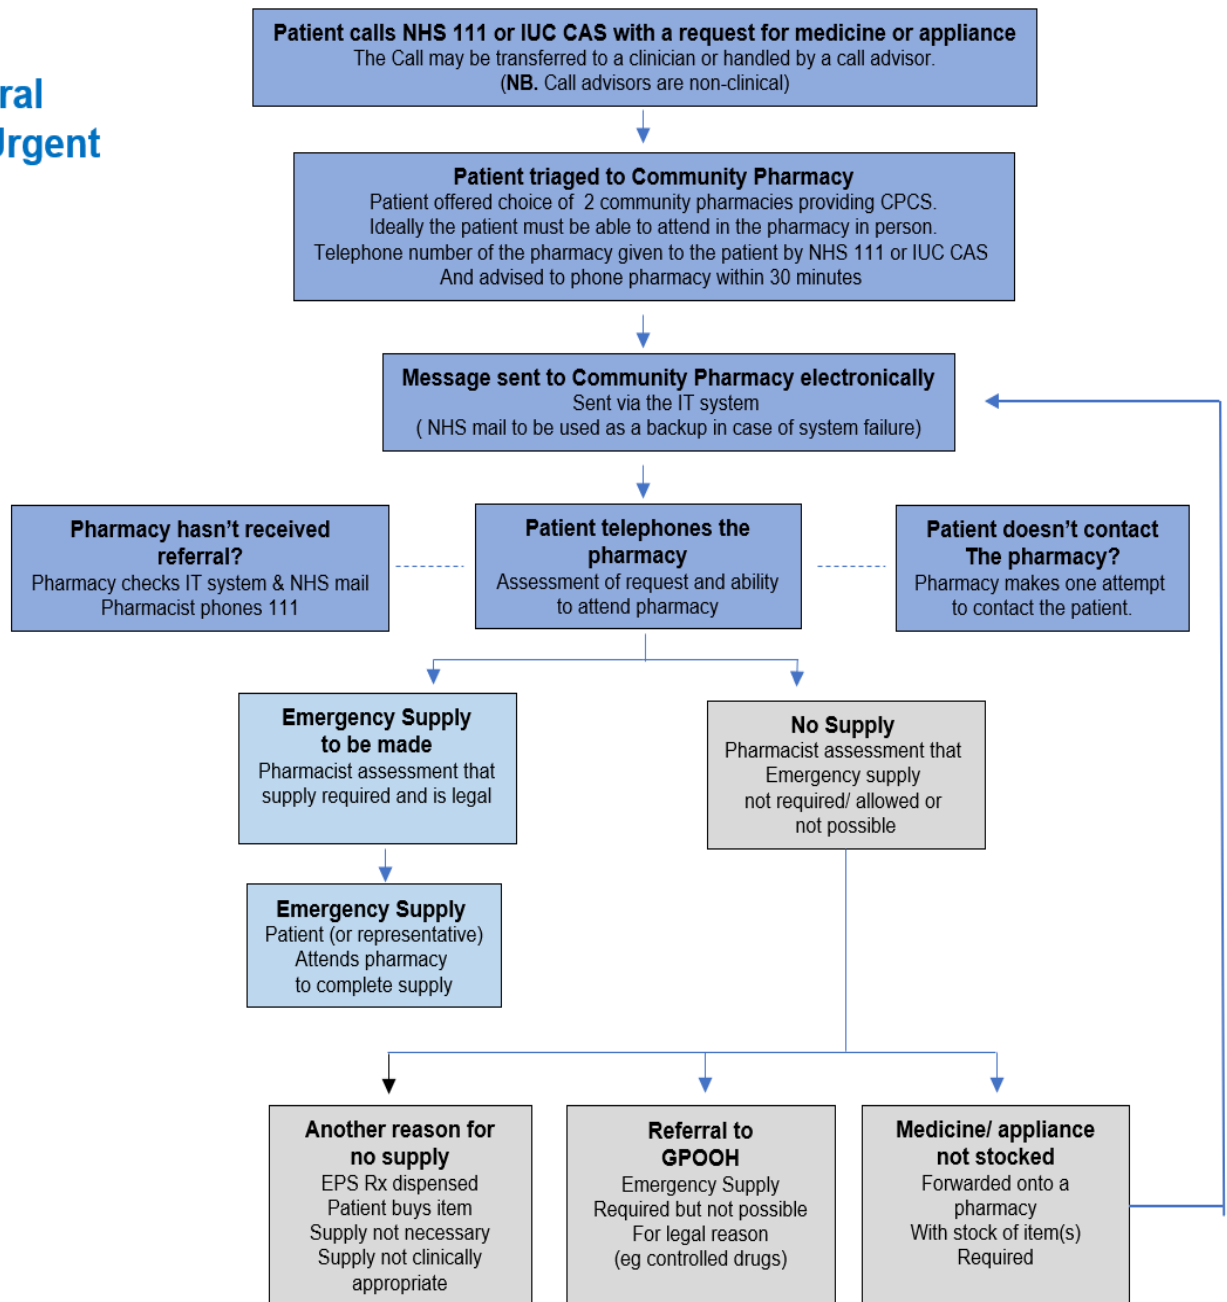 ral
Urgent
Patient calls NHS 111 or IUC CAS with a request for medicine or appliance
The Call may be transferred to a clinician or handled by a call advisor.
(NB. Call advisors are non-clinical)
Patient triaged to Community Pharmacy
Patient offered choice of 2 community pharmacies providing CPCS.
Ideally the patient must be able to attend in the pharmacy in person.
Telephone number of the pharmacy given to the patient by NHS 111 or IUC CAS
And advised to phone pharmacy within 30 minutes
Message sent to Community Pharmacy electronically
Sent via the IT system
( NHS mail to be used as a backup in case of system failure)
Pharmacy hasn't received
referral?
Pharmacy checks IT system & NHS mail
Pharmacist phones 111
Patient telephones the
pharmacy
Assessment of request and ability
to attend pharmacy
Patient doesn't contact
The pharmacy?
Pharmacy makes one attempt
to contact the patient.
Emergency Supply
to be made
Pharmacist assessment that
supply required and is legal
No Supply
Pharmacist assessment that
Emergency supply
not required/ allowed or
not possible
Emergency Supply
Patient (or representative)
Attends pharmacy
to complete supply
Another reason for
no supply
EPS Rx dispensed
Patient buys item
Supply not necessary
Supply not clinically
appropriate
Referral to
GPOOH
Emergency Supply
Required but not possible
For legal reason
(eg controlled drugs)
Medicine/ appliance
not stocked
Forwarded onto a
pharmacy
With stock of item(s)
Required